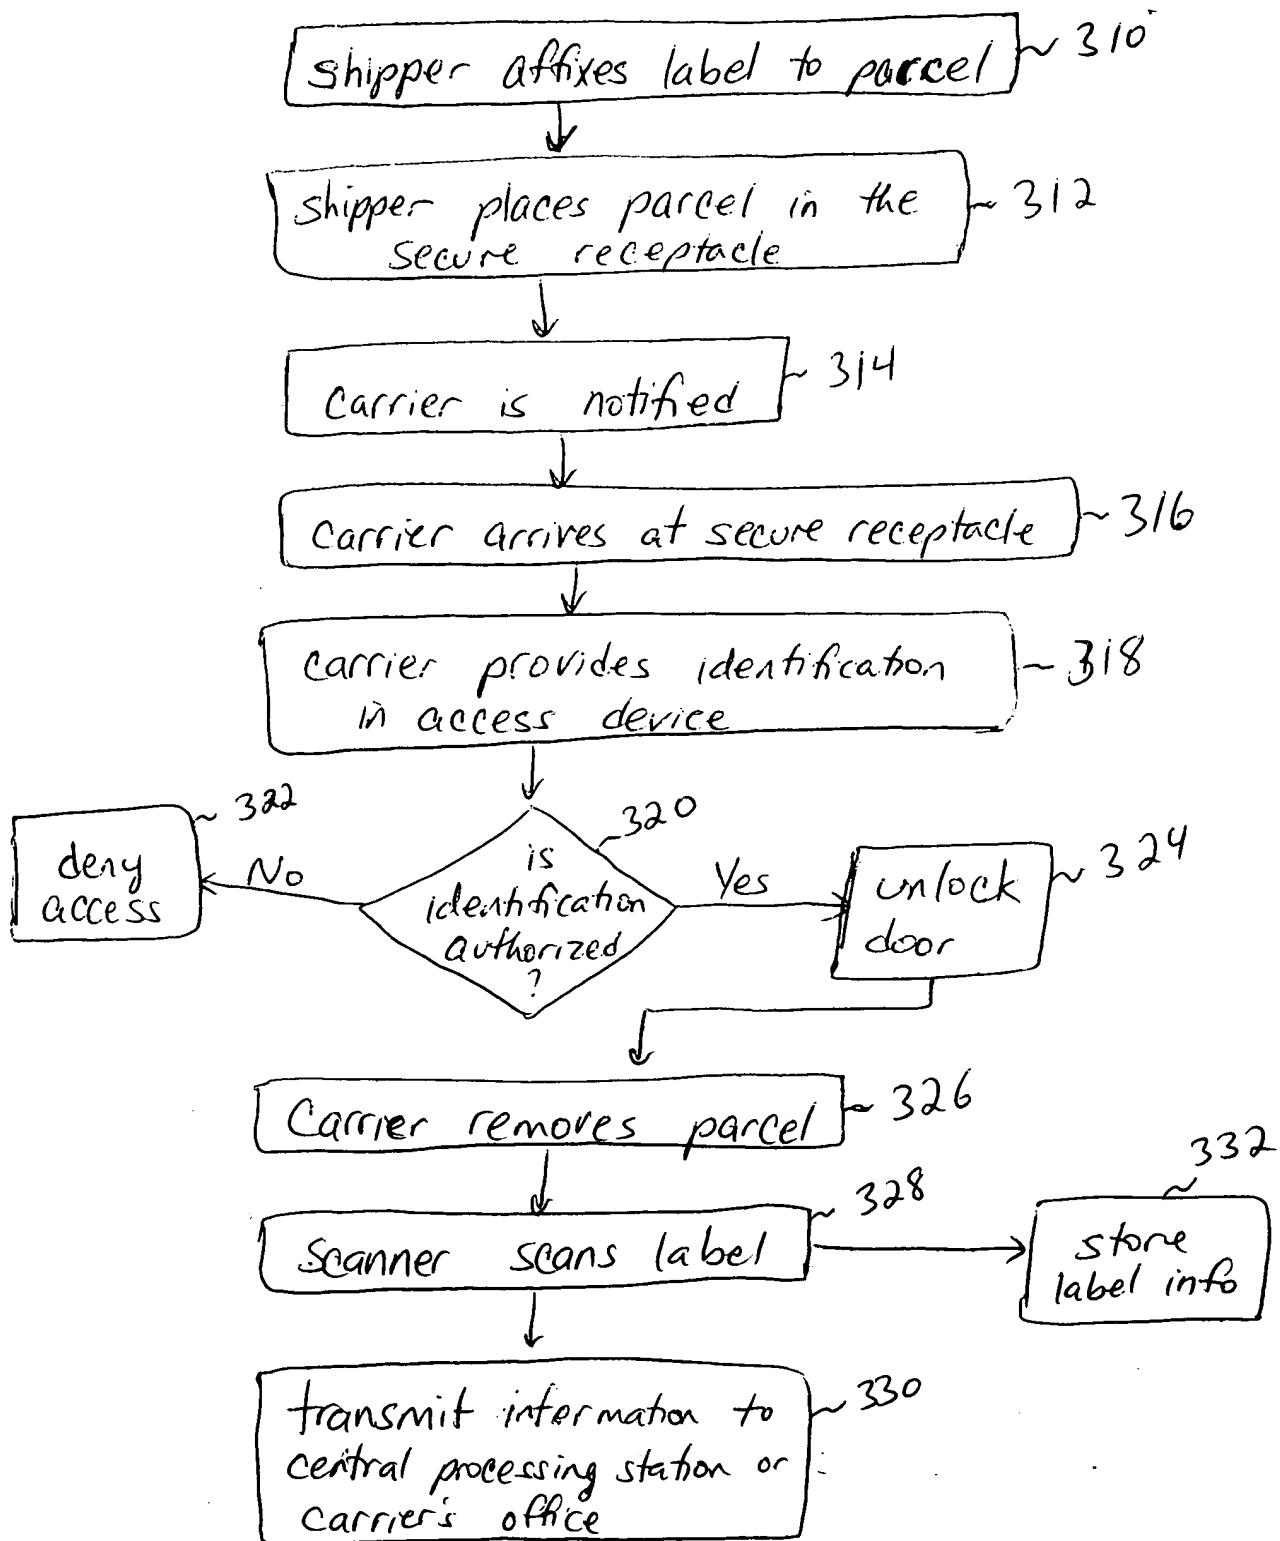 shipper affixes label to parcel 310
shipper places parcel in the 312
secure receptacle
Carrier is notified 314
Carrier arrives at secure receptacle 316
Carrier provides identification 318
in access device
322
deny
access
No
320
is
identification
authorized
?
Yes
324
unlock
door
Carrier removes parcel 326
Scanner scans label 328
332
store
label info
transmit information to 330
central processing station or
Carrier's office